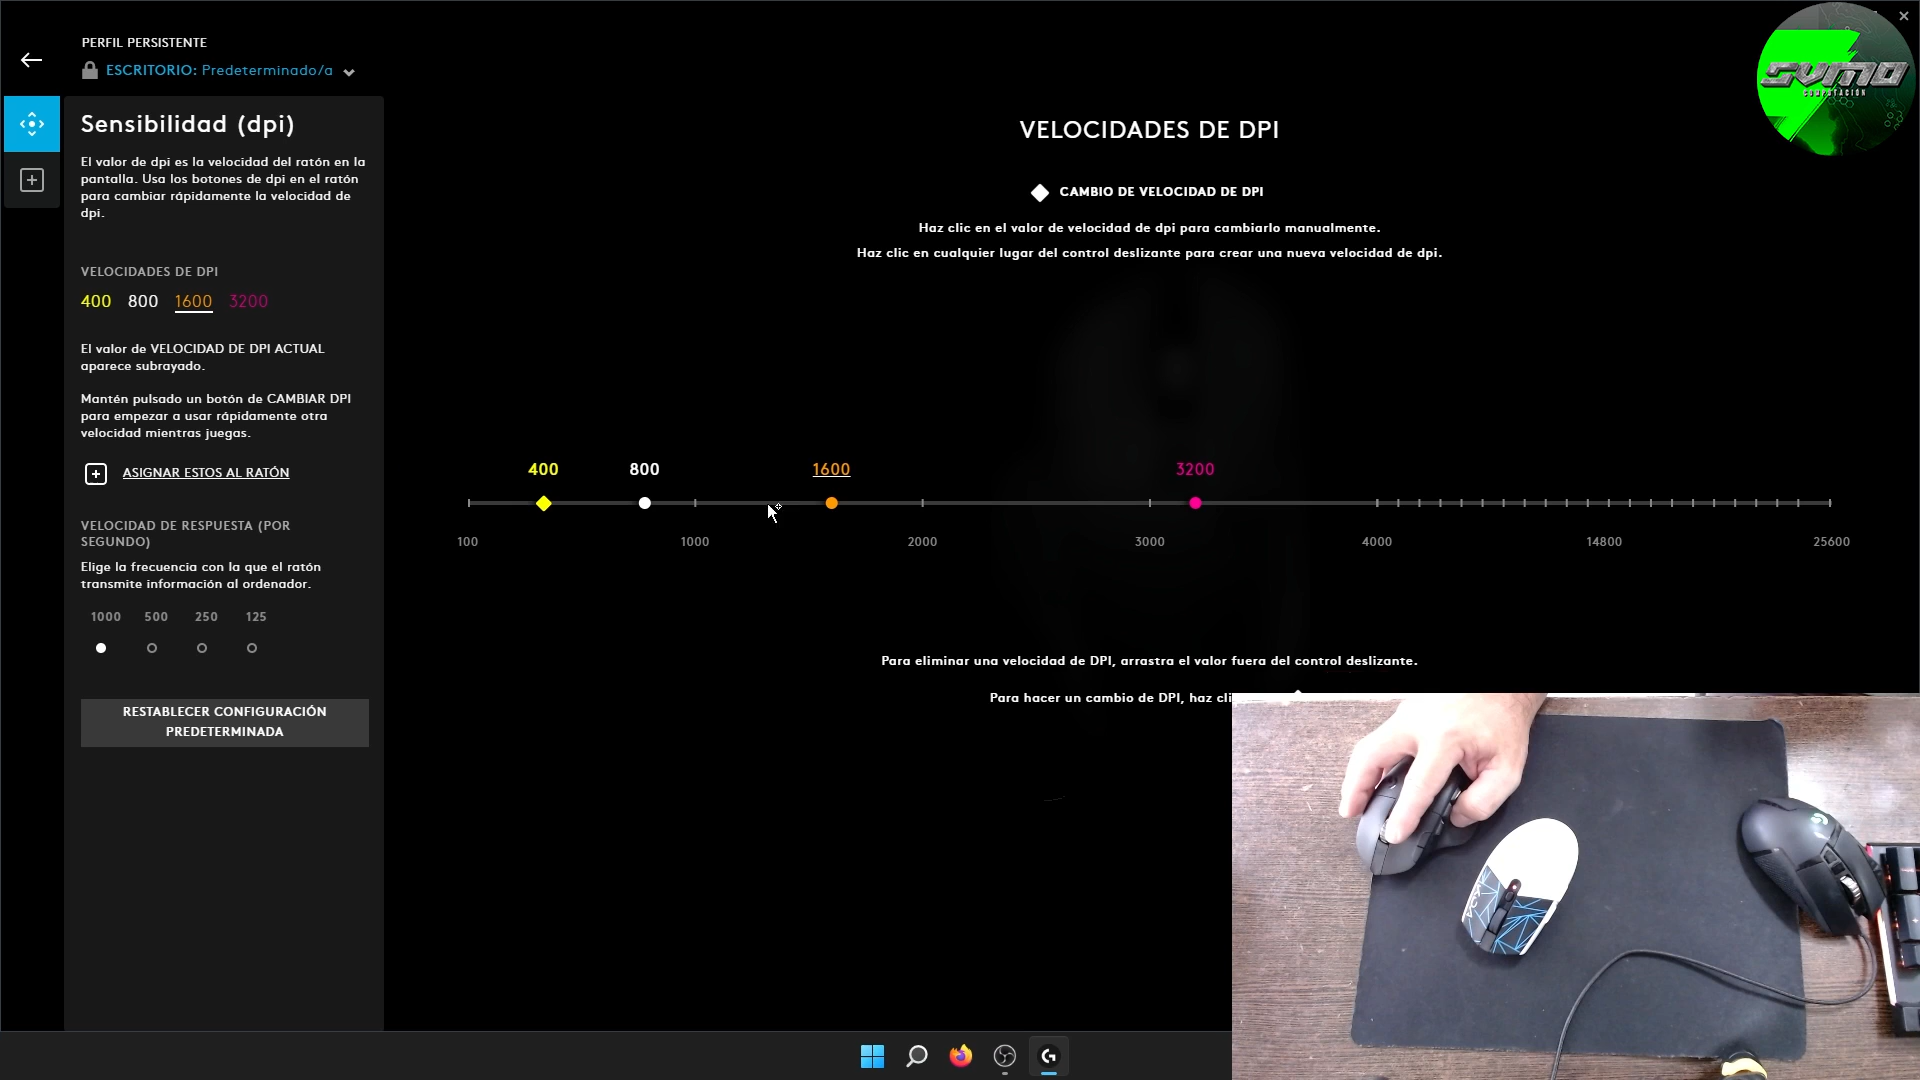 PERFIL PERSISTENTE
ESCRITORIO: Predeterminado/a
Sensibilidad (dpi)
El valor de dpi es la velocidad del ratón en la
pantalla. Usa los botones de dpi en el ratón
para cambiar rápidamente la velocidad de
dpi.
VELOCIDADES DE DPI
400 800 1600 3200
El valor de VELOCIDAD DE DPI ACTUAL
aparece subrayado.
Mantén pulsado un botón de CAMBIAR DPI
para empezar a usar rápidamente otra
velocidad mientras juegas.
ASIGNAR ESTOS AL RATÓN
VELOCIDAD DE RESPUESTA (POR
SEGUNDO)
Elige la frecuencia con la que el ratón
transmite información al ordenador.
1000 500 250 125
RESTABLECER CONFIGURACIÓN
PREDETERMINADA
VELOCIDADES DE DPI
CAMBIO DE VELOCIDAD DE DPI
Haz clic en el valor de velocidad de dpi para cambiarlo manualmente.
Haz clic en cualquier lugar del control deslizante para crear una nueva velocidad de dpi.
400 800 1600 3200
100 1000 2000 3000 4000 14800 25600
Para eliminar una velocidad de DPI, arrastra el valor fuera del control deslizante.
Para hacer un cambio de DPI, haz cli
SVMO
COMPUTACIÓN